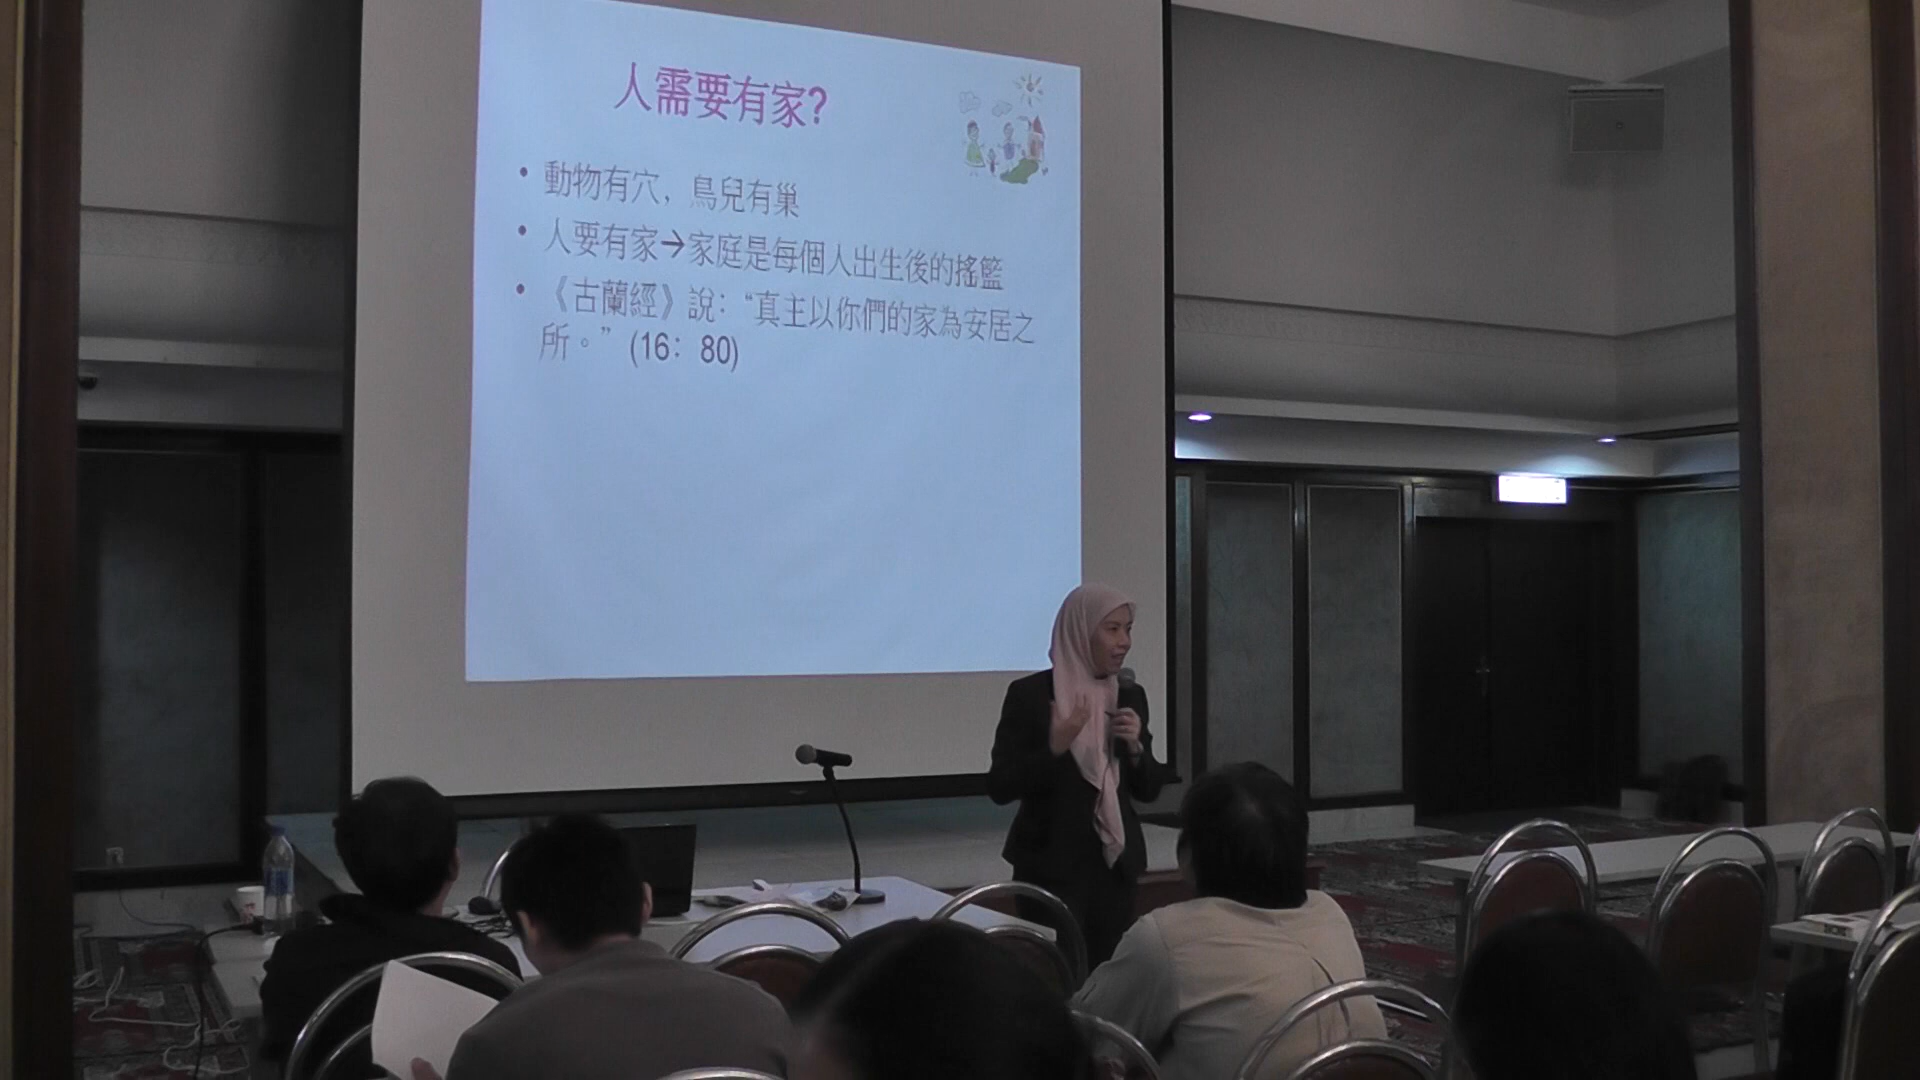 人需要有家?
• 動物有穴，鳥兒有巢
• 人要有家→家庭是每個人出生後的搖籃
• 《古蘭經》說：“真主以你們的家為安居之
所。” (16：80)